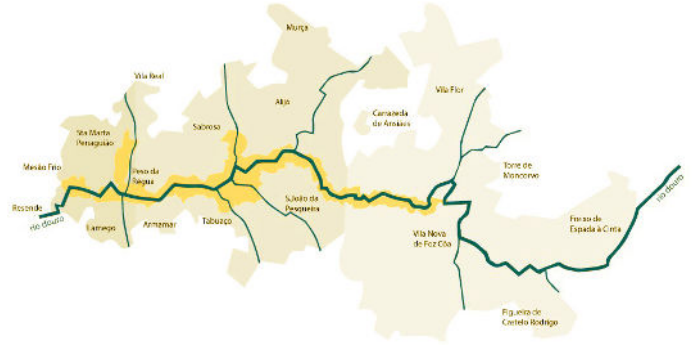 Murça
Vila Real
Vila Flor
Alijó
Carrazeda
de Ansiães
Sabrosa
Sta Marta
Penaguião
Mesão Frio
Peso da
Régua
Torre de
Moncorvo
Resende
rio douro
Lamego
Armamar
Tabuaço
S.João da
Pesqueira
Vila Nova
de Foz Côa
Freixo de
Espada à Cinta
rio douro
Figueira de
Castelo Rodrigo